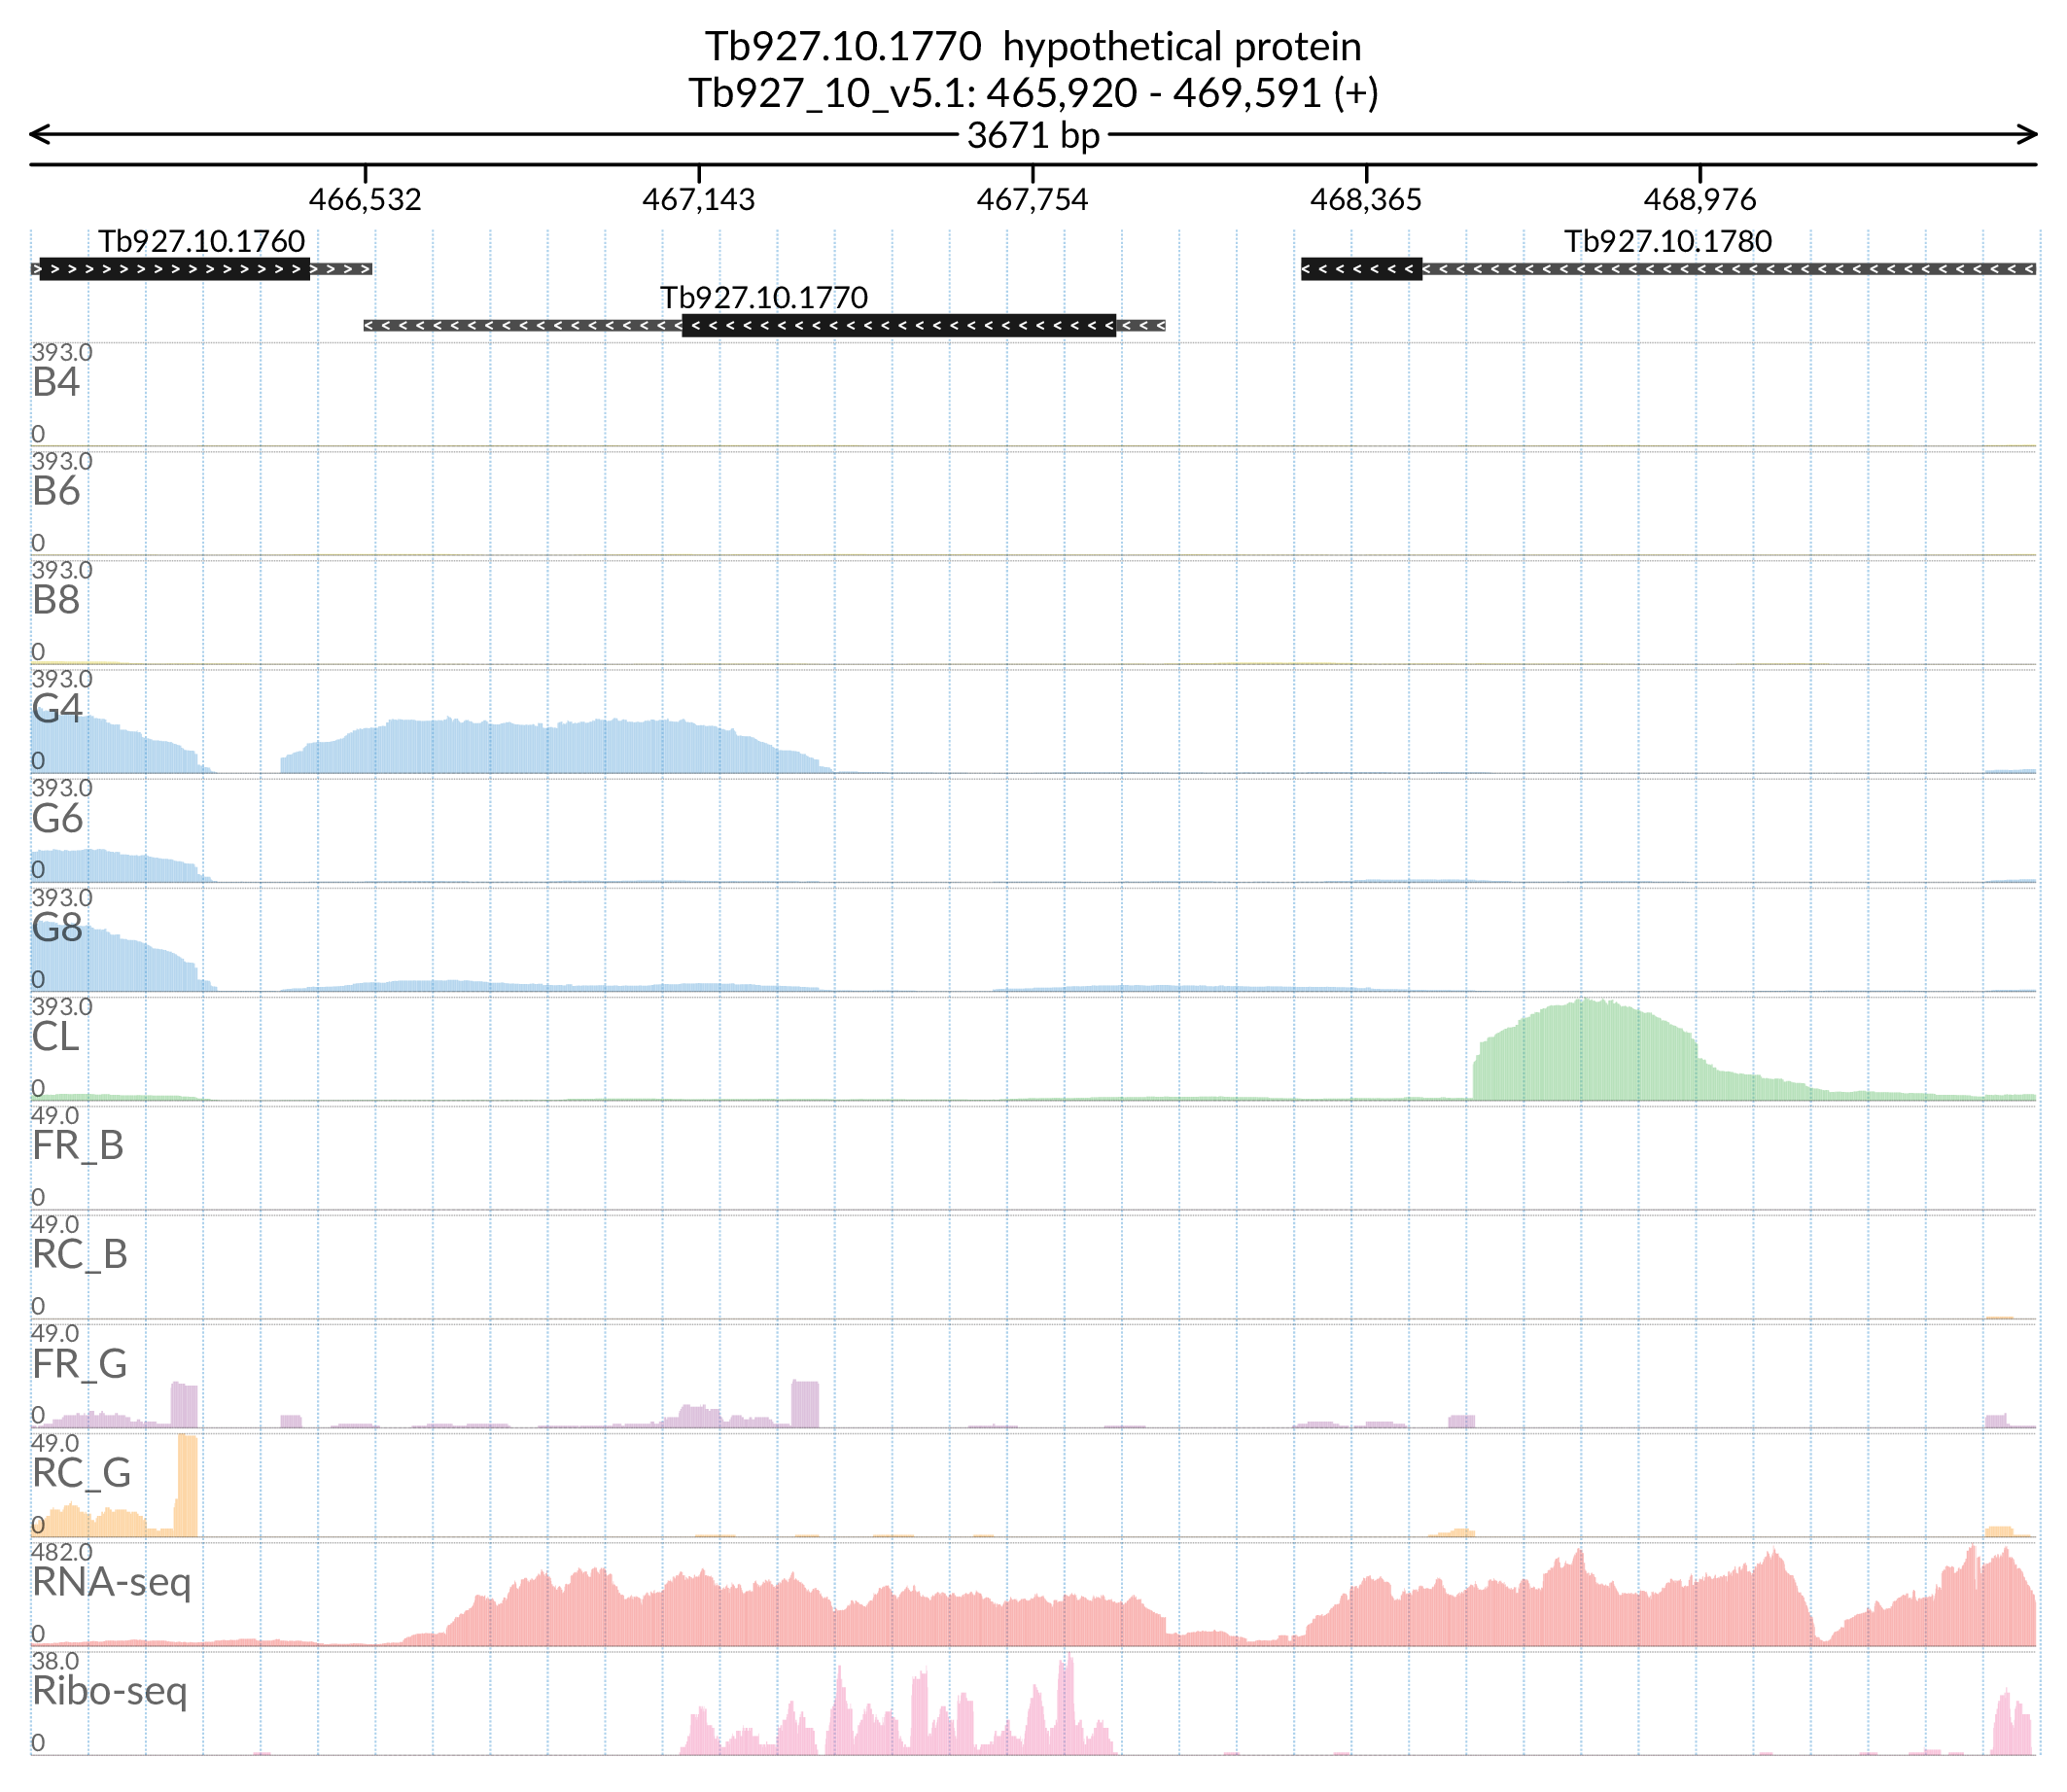 Tb927.10.1770  hypothetical protein
Tb927_10_v5.1: 465,920 - 469,591 (+)
3671 bp
466,532 467,143 467,754 468,365 468,976
Tb927.10.1760 Tb927.10.1780
Tb927.10.1770
393.0
B4
0
393.0
B6
0
393.0
B8
0
393.0
G4
0
393.0
G6
0
393.0
G8
0
393.0
CL
0
49.0
FR_B
0
49.0
RC_B
0
49.0
FR_G
0
49.0
RC_G
0
482.0
RNA-seq
0
38.0
Ribo-seq
0